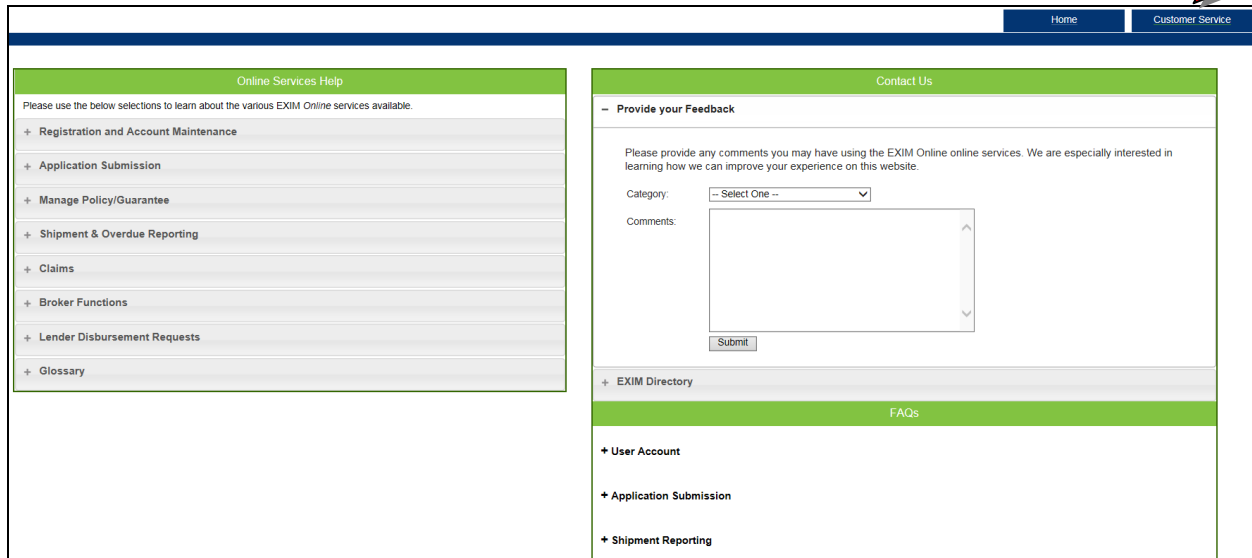 Home
Customer Service
Online Services Help
Please use the below selections to learn about the various EXIM Online services available.
+ Registration and Account Maintenance
+ Application Submission
+ Manage Policy/Guarantee
+ Shipment & Overdue Reporting
+ Claims
+ Broker Functions
+ Lender Disbursement Requests
+ Glossary
Contact Us
− Provide your Feedback
Please provide any comments you may have using the EXIM Online online services. We are especially interested in
learning how we can improve your experience on this website.
Category:
-- Select One --
Comments:
Submit
+ EXIM Directory
FAQs
+ User Account
+ Application Submission
+ Shipment Reporting